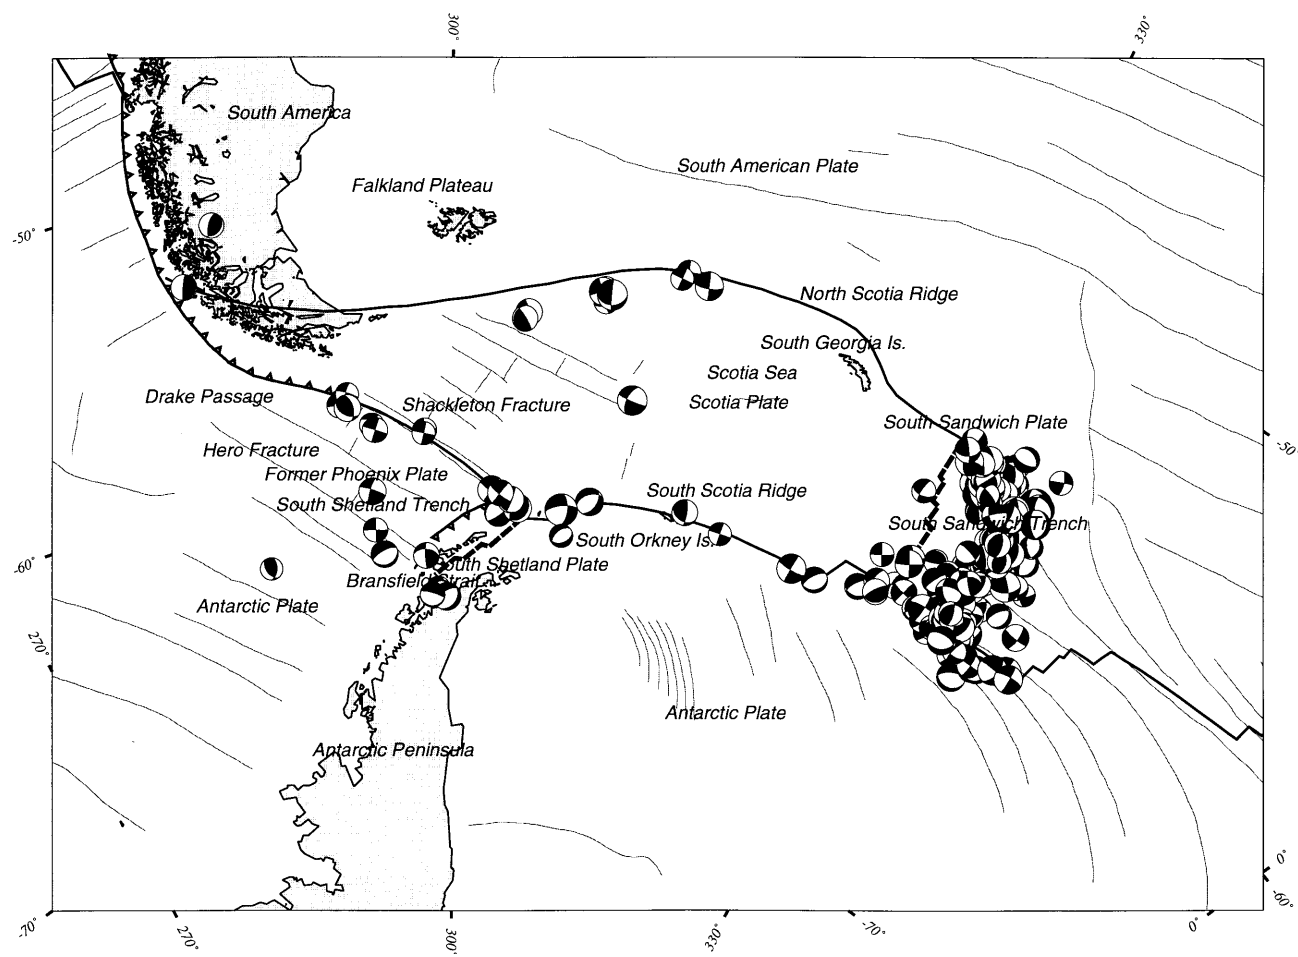 300°
330°
South America
South American Plate
Falkland Plateau
-50°
North Scotia Ridge
South Georgia Is.
Scotia Sea
Drake Passage
Shackleton Fracture
Scotia Plate
South Sandwich Plate
Hero Fracture
-50°
Former Phoenix Plate
South Scotia Ridge
South Shetland Trench
South Sandwich Trench
South Orkney Is.
-60°
South Shetland Plate
Bransfield Strait
Antarctic Plate
270°
Antarctic Plate
Antarctic Peninsula
0°
-60°
-70°
270°
300°
330°
-70°
0°